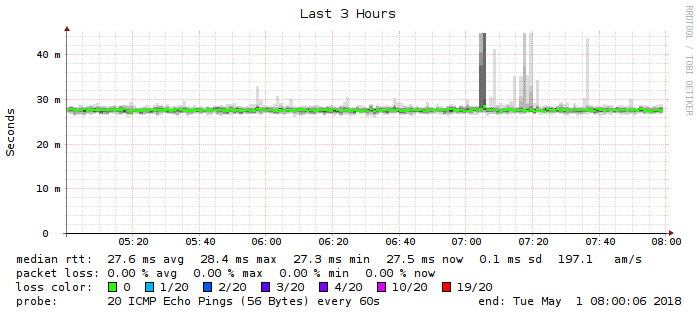 Last 3 Hours
RRDTOOL / TOBI OETIKER
Seconds
40 m
30 m
20 m
10 m
0
05:20 05:40 06:00 06:20 06:40 07:00 07:20 07:40 08:00
median rtt: 27.6 ms avg 28.4 ms max 27.3 ms min 27.5 ms now 0.1 ms sd 197.1 am/s
packet loss: 0.00 % avg 0.00 % max 0.00 % min 0.00 % now
loss color: 0 1/20 2/20 3/20 4/20 10/20 19/20
probe: 20 ICMP Echo Pings (56 Bytes) every 60s end: Tue May 1 08:00:06 2018